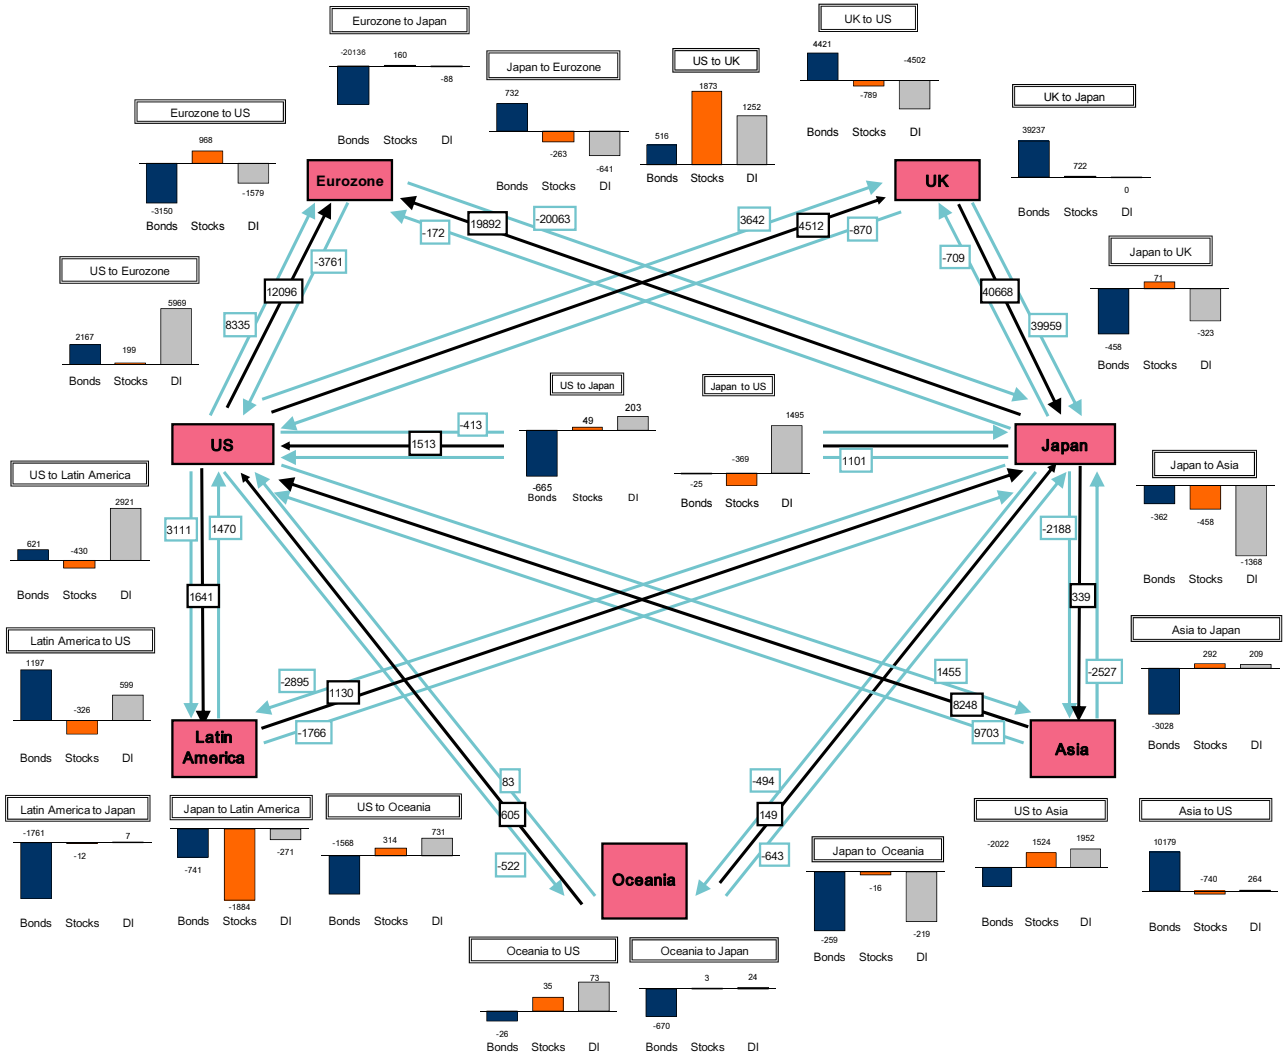 Eurozone to Japan
-20136 160
-88
Bonds Stocks DI
UK to US
4421
-4502
-789
Bonds Stocks DI
Japan to Eurozone
732
-263
-641
Bonds Stocks DI
US to UK
1873
1252
516
Bonds Stocks DI
UK to Japan
39237
722
0
Bonds Stocks DI
Eurozone to US
968
-1579
-3150
Bonds Stocks DI
Eurozone
UK
19892
-20063
-172
3642
4512
-870
-3761
12096
8335
-709
40668
39959
Japan to UK
71
-323
-458
Bonds Stocks DI
US to Eurozone
5969
2167
199
Bonds Stocks DI
US to Japan
49 203
-665
Bonds Stocks DI
Japan to US
1495
-369
-25
Bonds Stocks DI
-413
1513
1101
US
Japan
US to Latin America
2921
621
-430
Bonds Stocks DI
3111
1470
1641
-2188
339
-2527
Japan to Asia
-362
-458
-1368
Bonds Stocks DI
Latin America to US
1197
599
-326
Bonds Stocks DI
Asia to Japan
292 209
-3028
Bonds Stocks DI
-2895
1130
-1766
1455
8248
9703
Latin
America
Asia
83
605
-522
-494
149
-643
Oceania
Latin America to Japan
-1761 7
-12
Bonds Stocks DI
Japan to Latin America
-271
-741
-1884
Bonds Stocks DI
US to Oceania
-1568 314 731
Bonds Stocks DI
Japan to Oceania
-16
-259 -219
Bonds Stocks DI
US to Asia
-2022 1524 1952
Bonds Stocks DI
Asia to US
10179
-740 264
Bonds Stocks DI
Oceania to US
73
35
-26
Bonds Stocks DI
Oceania to Japan
3 24
-670
Bonds Stocks DI